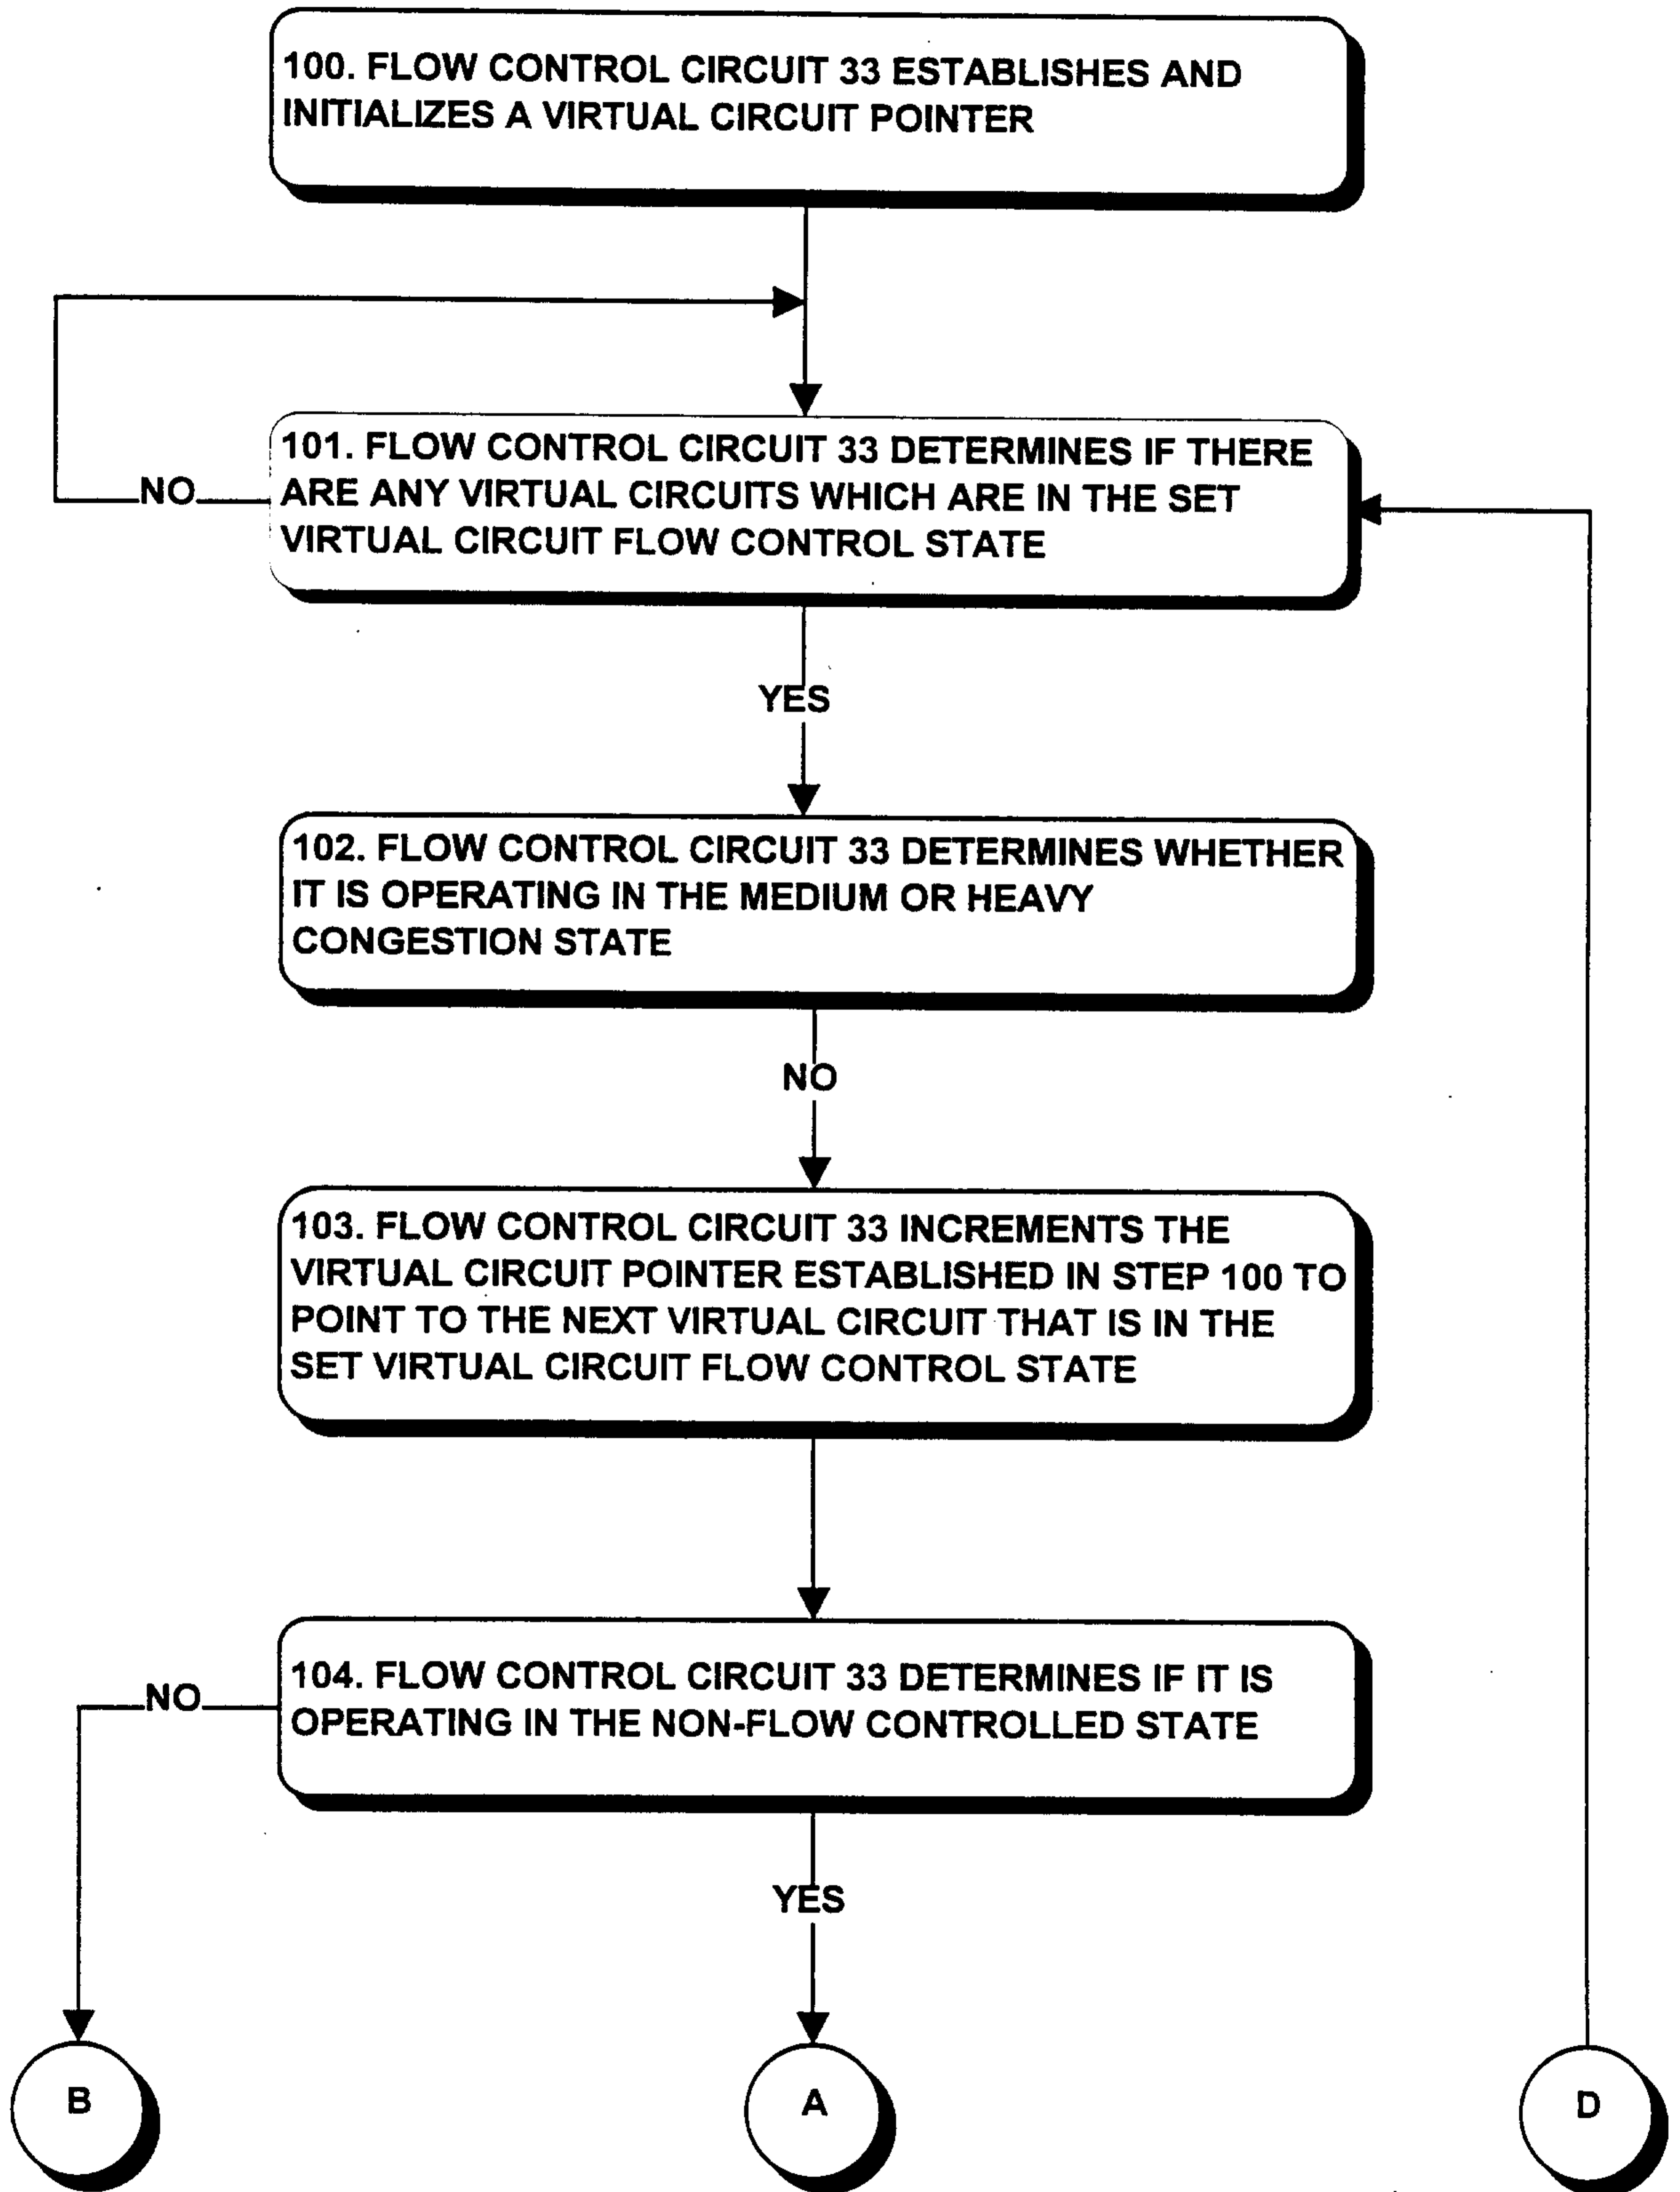 100. FLOW CONTROL CIRCUIT 33 ESTABLISHES AND
INITIALIZES A VIRTUAL CIRCUIT POINTER
101. FLOW CONTROL CIRCUIT 33 DETERMINES IF THERE
ARE ANY VIRTUAL CIRCUITS WHICH ARE IN THE SET
VIRTUAL CIRCUIT FLOW CONTROL STATE
NO
YES
102. FLOW CONTROL CIRCUIT 33 DETERMINES WHETHER
IT IS OPERATING IN THE MEDIUM OR HEAVY
CONGESTION STATE
NO
103. FLOW CONTROL CIRCUIT 33 INCREMENTS THE
VIRTUAL CIRCUIT POINTER ESTABLISHED IN STEP 100 TO
POINT TO THE NEXT VIRTUAL CIRCUIT THAT IS IN THE
SET VIRTUAL CIRCUIT FLOW CONTROL STATE
104. FLOW CONTROL CIRCUIT 33 DETERMINES IF IT IS
OPERATING IN THE NON-FLOW CONTROLLED STATE
NO
YES
B
A
D